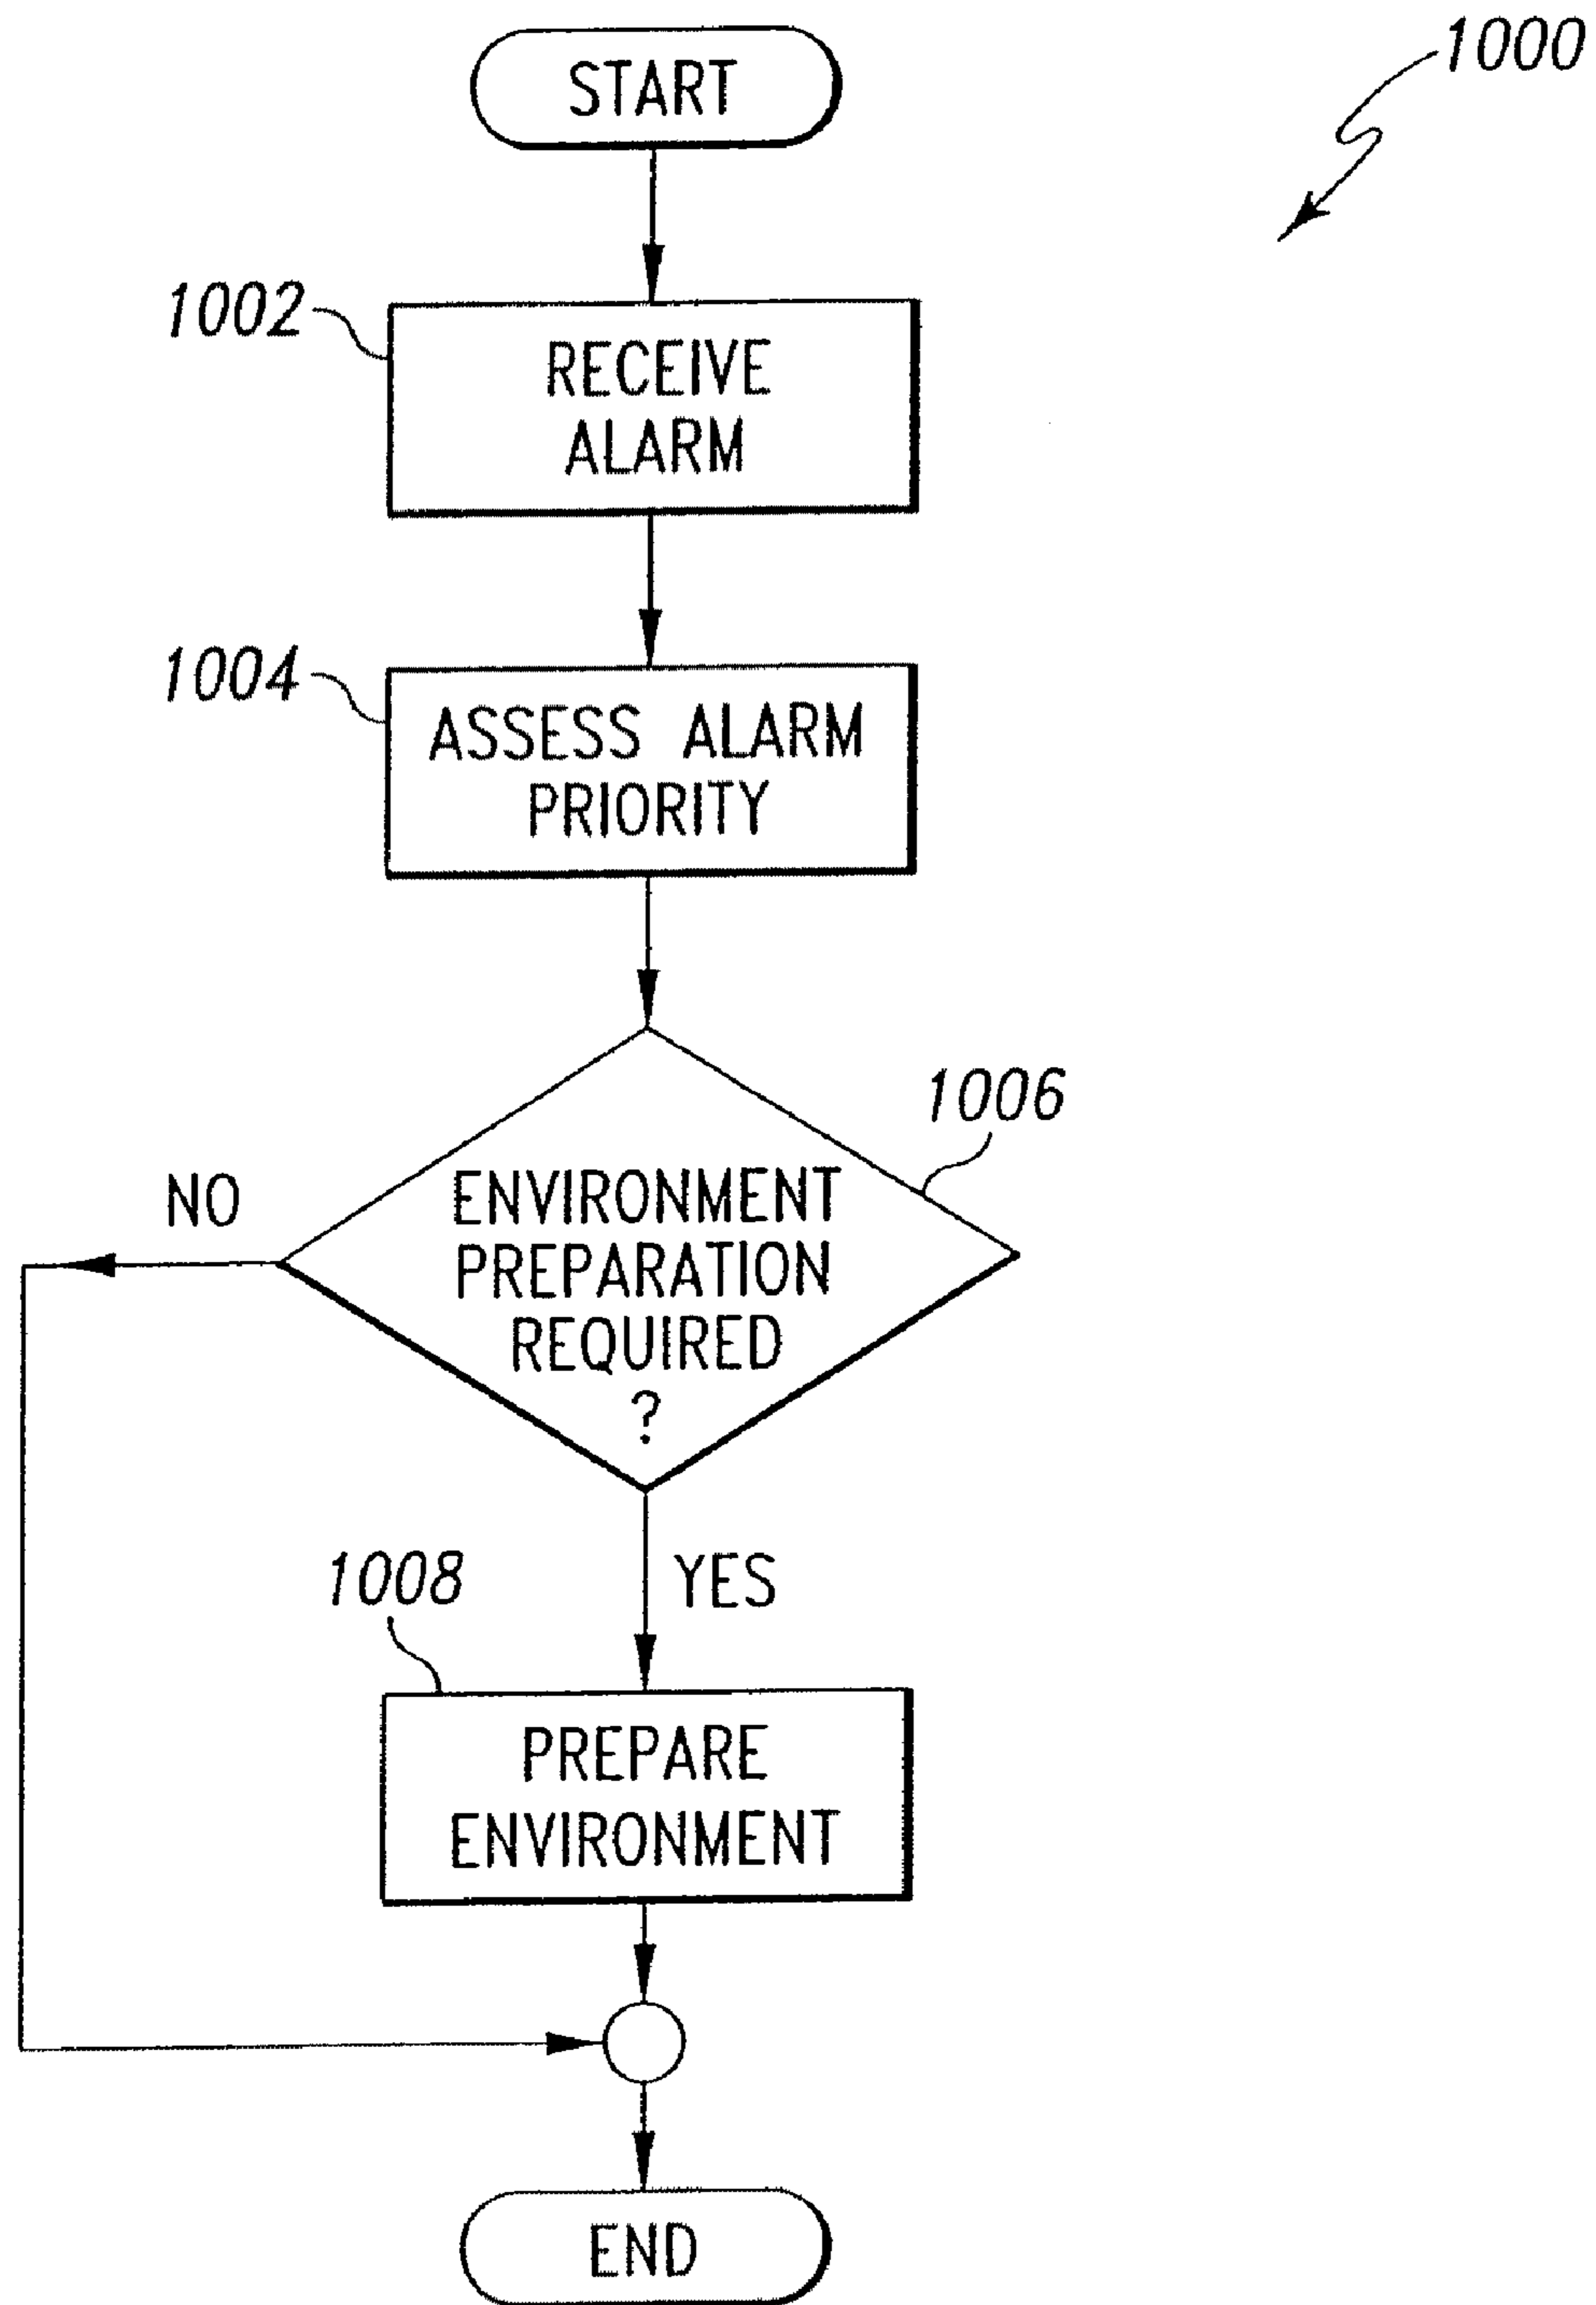 START
1000
1002
RECEIVE
ALARM
1004
ASSESS ALARM
PRIORITY
1006
NO
ENVIRONMENT
PREPARATION
REQUIRED
?
YES
1008
PREPARE
ENVIRONMENT
END